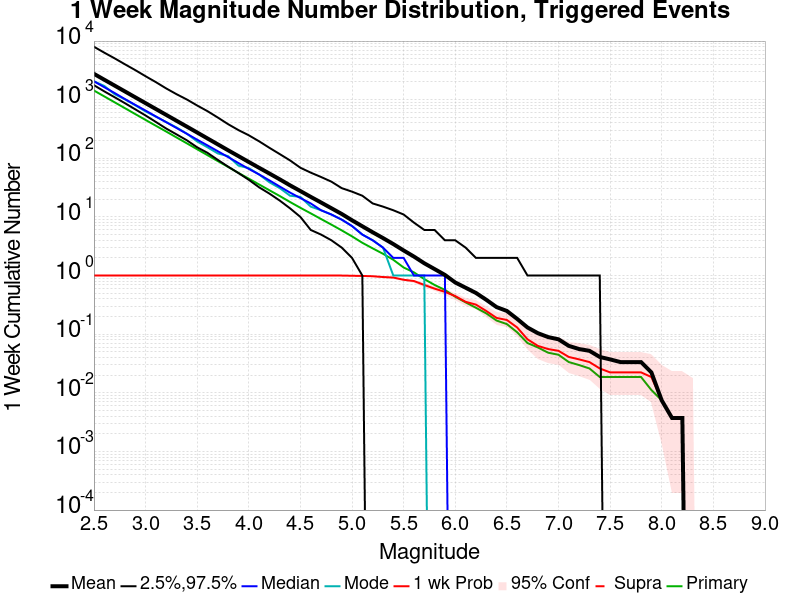 1 Week Magnitude Number Distribution, Triggered Events
1 Week Cumulative Number
10^4
10^3
10^2
10^1
10^0
10^-1
10^-2
10^-3
10^-4
2.5 3.0 3.5 4.0 4.5 5.0 5.5 6.0 6.5 7.0 7.5 8.0 8.5 9.0
Magnitude
Mean 2.5%,97.5% Median Mode 1 wk Prob 95% Conf Supra Primary